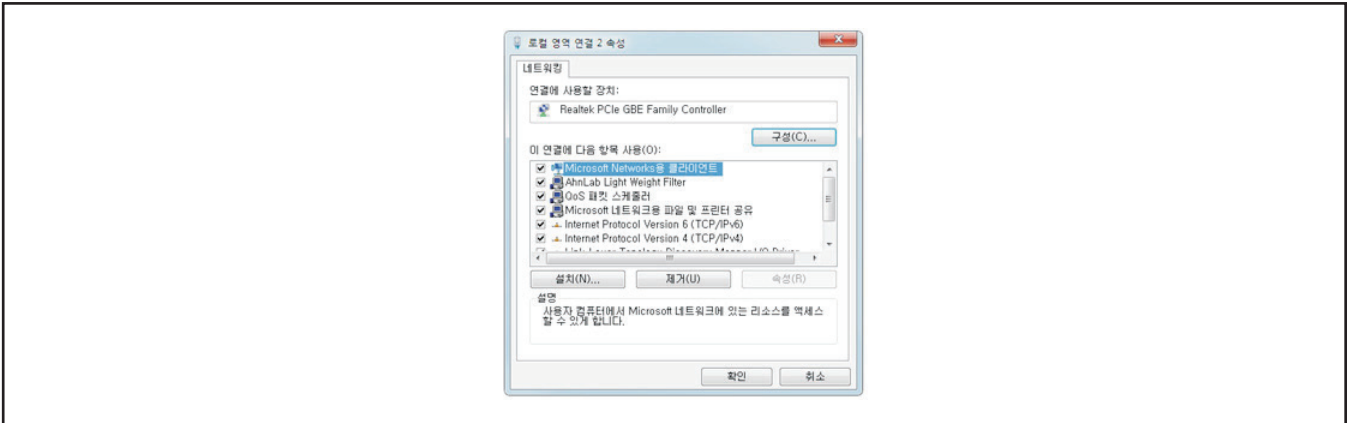 로컬 영역 연결 2 속성
네트워킹
연결에 사용할 장치:
Realtek PCIe GBE Family Controller
구성(C)...
이 연결에 다음 항목 사용(O):
Microsoft Networks용 클라이언트
AhnLab Light Weight Filter
QoS 패킷 스케줄러
Microsoft 네트워크용 파일 및 프린터 공유
Internet Protocol Version 6 (TCP/IPv6)
Internet Protocol Version 4 (TCP/IPv4)
Link-Layer Topology Discovery Mapper I/O Driver
설치(N)... 제거(U) 속성(R)
설명
사용자 컴퓨터에서 Microsoft 네트워크에 있는 리소스를 액세스
할 수 있게 합니다.
확인 취소